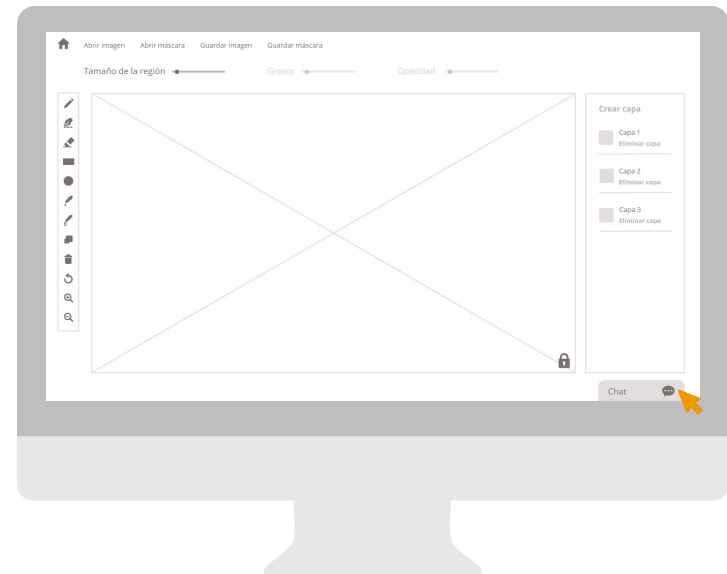 Abrir imagen Abrir máscara Guardar imagen Guardar máscara
Tamaño de la región Grosor Opacidad
Crear capa
Capa 1
Eliminar capa
Capa 2
Eliminar capa
Capa 3
Eliminar capa
Chat